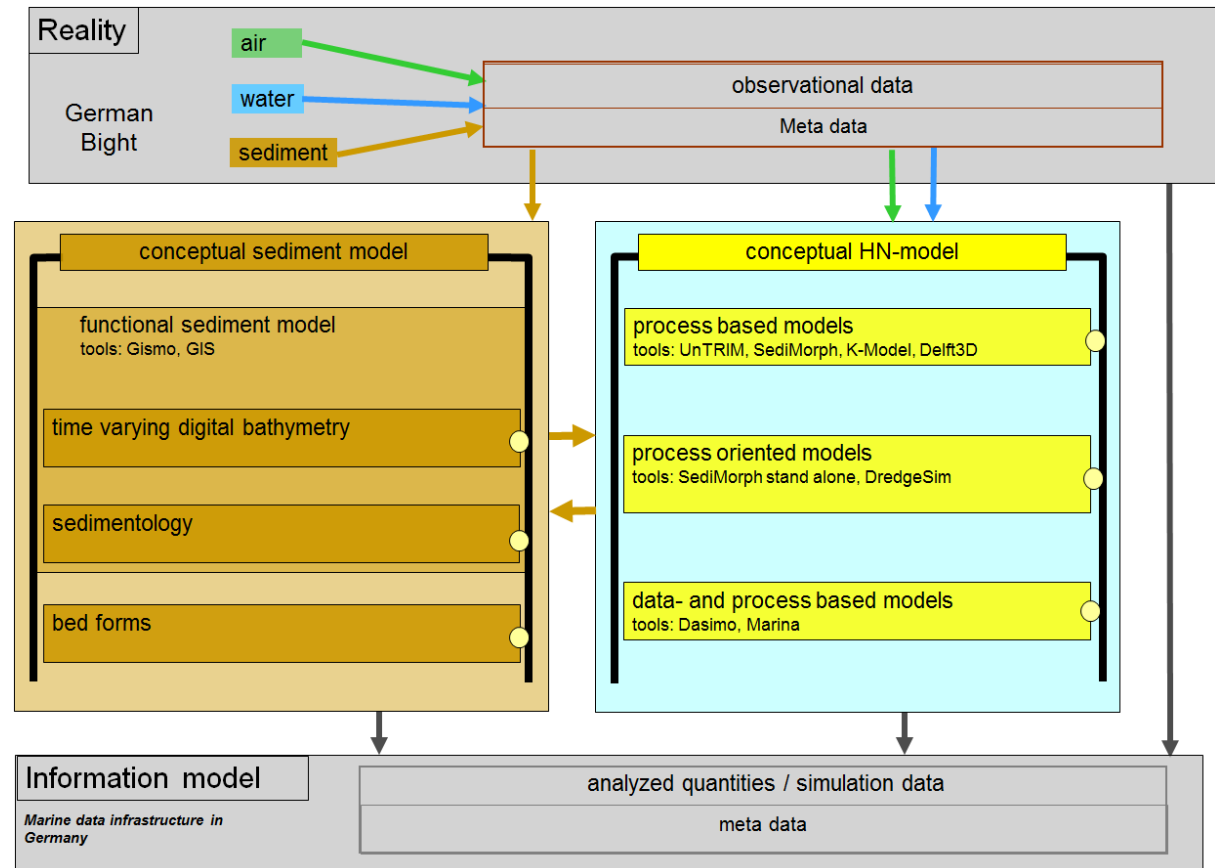 Reality
air
observational data
water
German
Bight
Meta data
sediment
conceptual sediment model
functional sediment model
tools: Gismo, GIS
time varying digital bathymetry
sedimentology
bed forms
conceptual HN-model
process based models
tools: UnTRIM, SediMorph, K-Model, Delft3D
process oriented models
tools: SediMorph stand alone, DredgeSim
data- and process based models
tools: Dasimo, Marina
Information model
Marine data infrastructure in
Germany
analyzed quantities / simulation data
meta data